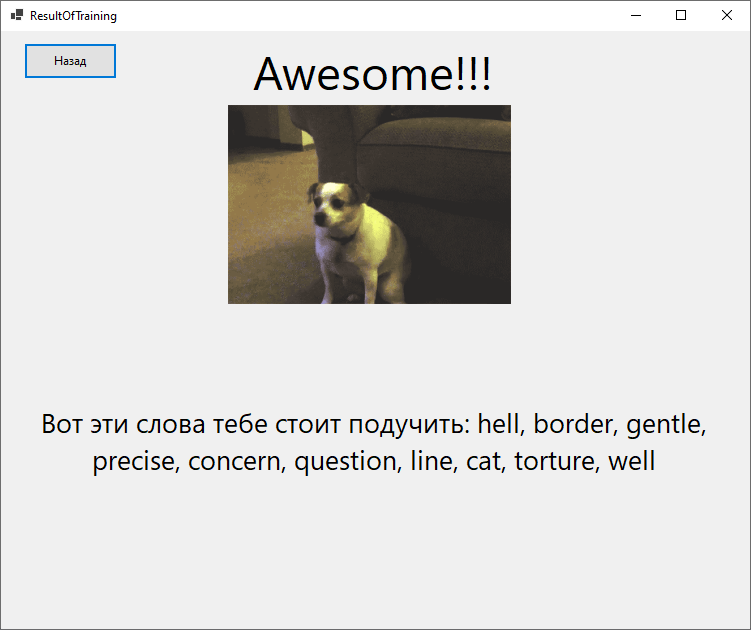 ResultOfTraining
Назад
Awesome!!!
Вот эти слова тебе стоит подучить: hell, border, gentle,
precise, concern, question, line, cat, torture, well